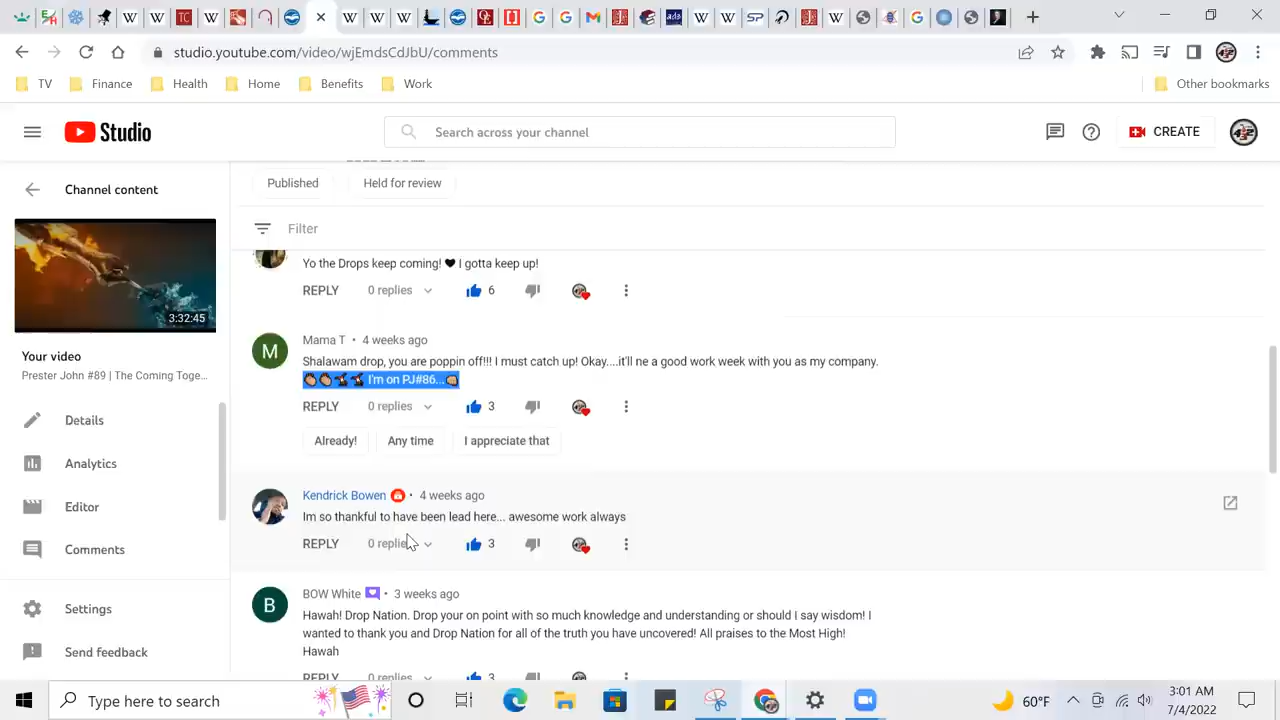 studio.youtube.com/video/wjEmdsCdJbU/comments
TV Finance Health Home Benefits Work Other bookmarks
Studio
Search across your channel
CREATE
Channel content
Published Held for review
Filter
3:32:45
Your video
Prester John #89 | The Coming Toge...
Details
Analytics
Editor
Comments
Settings
Send feedback
Yo the Drops keep coming! ♥ I gotta keep up!
REPLY 0 replies 6
M
Mama T • 4 weeks ago
Shalawam drop, you are poppin off!!! I must catch up! Okay....it'll ne a good work week with you as my company.
I'm on PJ#86...
REPLY 0 replies 3
Already! Any time I appreciate that
Kendrick Bowen • 4 weeks ago
Im so thankful to have been lead here... awesome work always
REPLY 0 replies 3
B
BOW White • 3 weeks ago
Hawah! Drop Nation. Drop your on point with so much knowledge and understanding or should I say wisdom! I
wanted to thank you and Drop Nation for all of the truth you have uncovered! All praises to the Most High!
Hawah
REPLY 0 replies 3
Type here to search
60°F
3:01 AM
7/4/2022